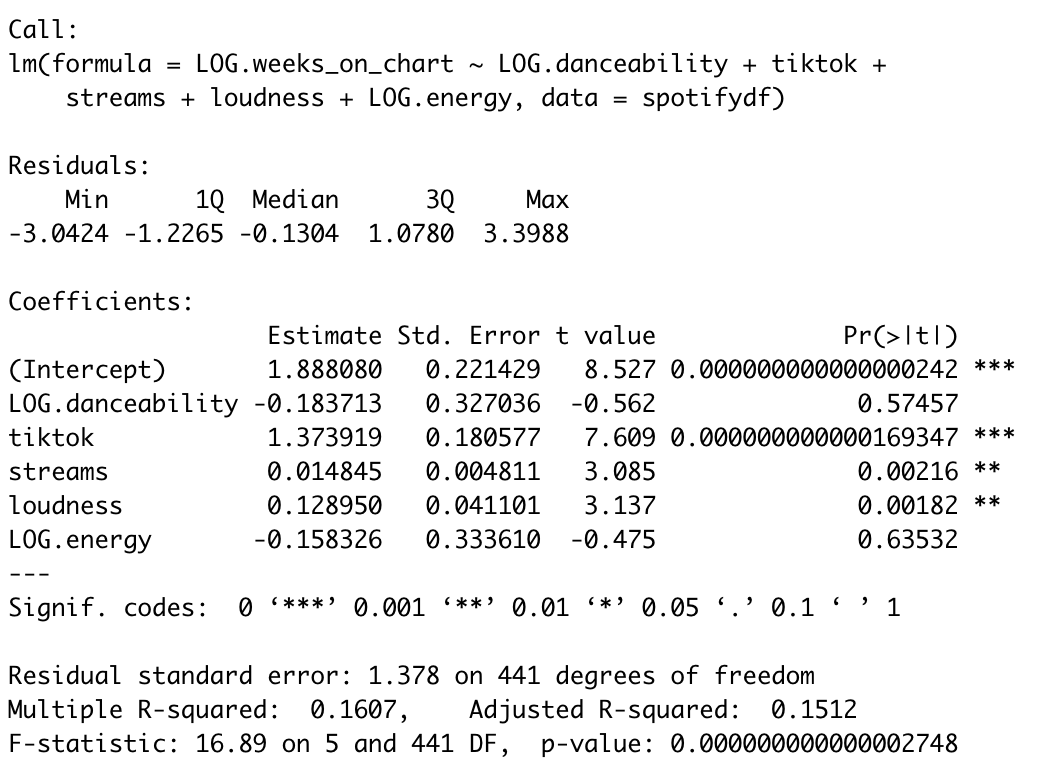 Call:
lm(formula = LOG.weeks_on_chart ~ LOG.danceability + tiktok +
    streams + loudness + LOG.energy, data = spotifydf)

Residuals:
    Min      1Q  Median      3Q     Max
-3.0424 -1.2265 -0.1304  1.0780  3.3988

Coefficients:
                  Estimate Std. Error t value             Pr(>|t|)
(Intercept)       1.888080   0.221429   8.527 0.000000000000000242 ***
LOG.danceability -0.183713   0.327036  -0.562              0.57457
tiktok            1.373919   0.180577   7.609 0.000000000000169347 ***
streams           0.014845   0.004811   3.085              0.00216 **
loudness          0.128950   0.041101   3.137              0.00182 **
LOG.energy       -0.158326   0.333610  -0.475              0.63532
---
Signif. codes:  0 ‘***’ 0.001 ‘**’ 0.01 ‘*’ 0.05 ‘.’ 0.1 ‘ ’ 1

Residual standard error: 1.378 on 441 degrees of freedom
Multiple R-squared:  0.1607,    Adjusted R-squared:  0.1512
F-statistic: 16.89 on 5 and 441 DF,  p-value: 0.000000000000002748